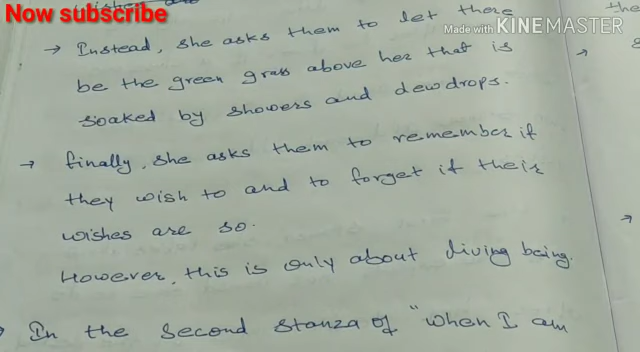 Now subscribe
Made with KINEMASTER
→ Instead, she asks them to let there
be the green grass above her that is
soaked by showers and dewdrops.
→ finally, she asks them to remember if
they wish to and to forget if their
wishes are so.
However, this is only about living being.
→ In the second stanza of "when I am
the
→
→